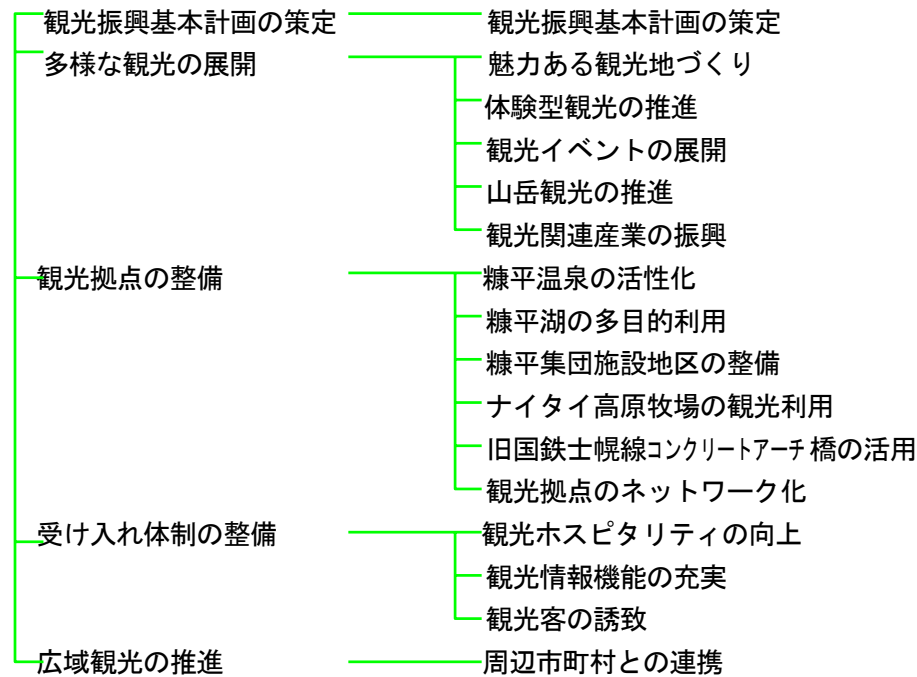 観光振興基本計画の策定 観光振興基本計画の策定
多様な観光の展開 魅力ある観光地づくり
体験型観光の推進
観光イベントの展開
山岳観光の推進
観光関連産業の振興
観光拠点の整備 糠平温泉の活性化
糠平湖の多目的利用
糠平集団施設地区の整備
ナイタイ高原牧場の観光利用
旧国鉄士幌線コンクリートアーチ橋の活用
観光拠点のネットワーク化
受け入れ体制の整備 観光ホスピタリティの向上
観光情報機能の充実
観光客の誘致
広域観光の推進 周辺市町村との連携